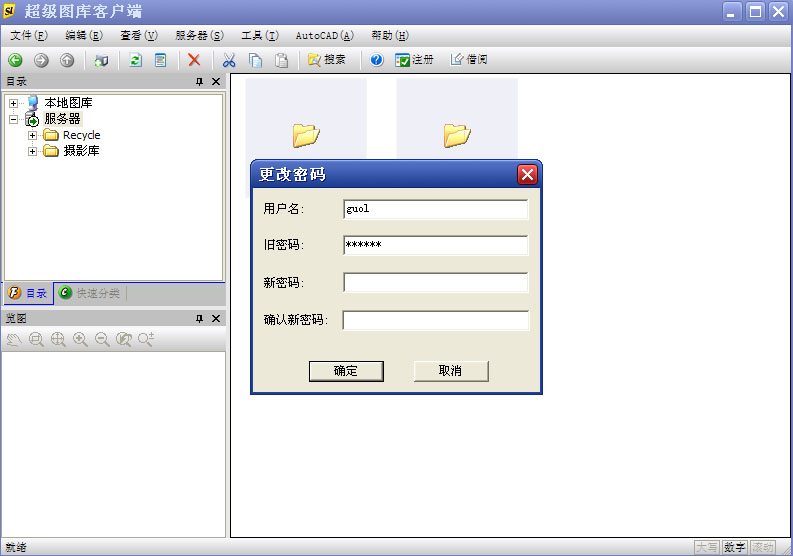 超级图库客户端
文件(F) 编辑(E) 查看(V) 服务器(S) 工具(T) AutoCAD(A) 帮助(H)
搜索 注册 借阅
目录
本地图库
服务器
Recycle
摄影库
目录 快速分类
览图
更改密码
用户名: guol
旧密码: ******
新密码:
确认新密码:
确定 取消
就绪 大写 数字 滚动